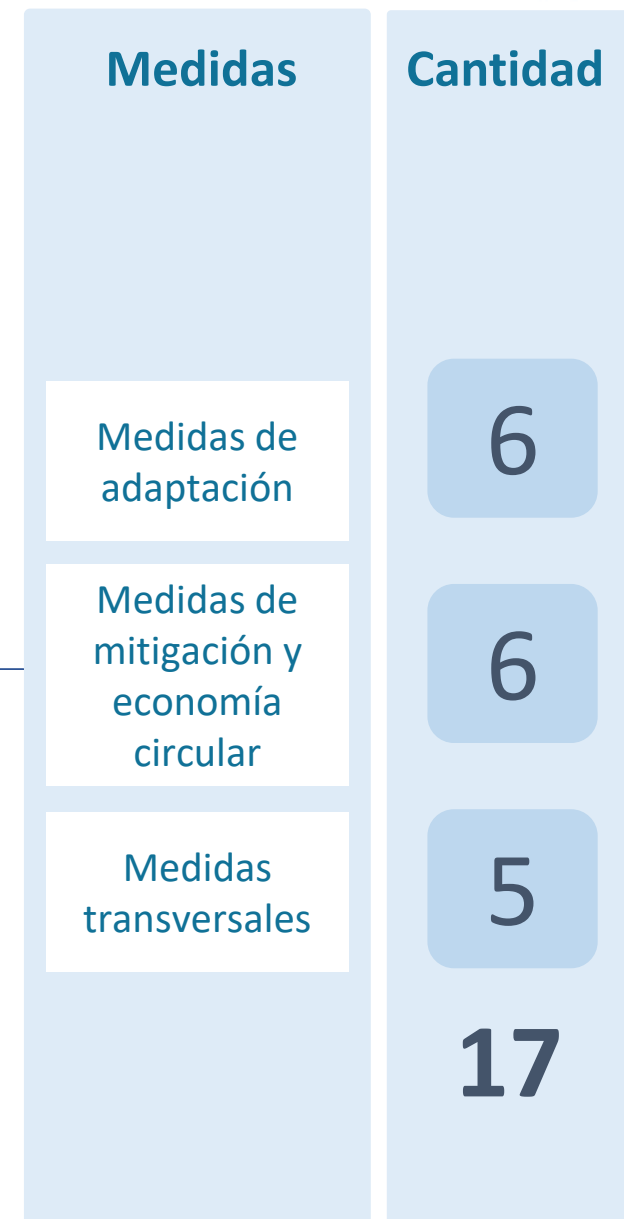 Medidas
Cantidad
Medidas de
adaptación
6
Medidas de
mitigación y
economía
circular
6
Medidas
transversales
5
17